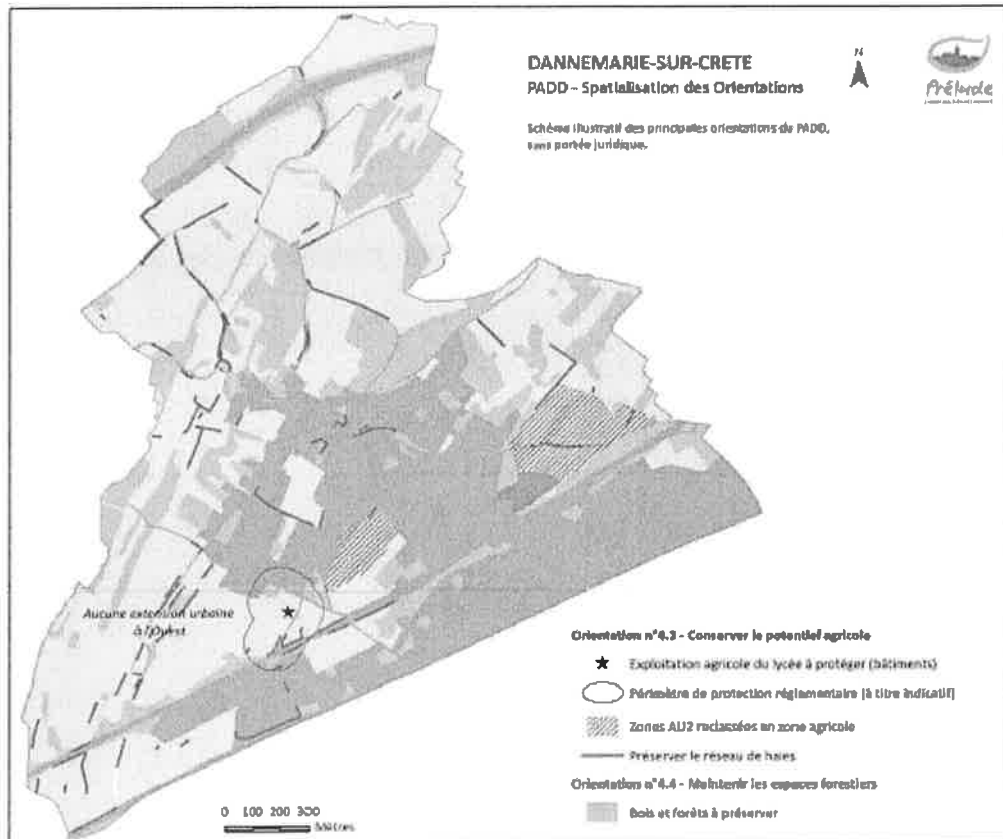 DANNEMARIE-SUR-CRETE
PADD - Spatialisation des Orientations
Schéma illustratif des principales orientations du PADD,
sans portée juridique.
N
Prélude
Aucune extension urbaine
à l'Ouest
Orientation n°4.3 - Conserver le potentiel agricole
Exploitation agricole du lycée à protéger (bâtiments)
Périmètre de protection réglementaire (à titre indicatif)
Zones AU2 reclassées en zone agricole
Préserver le réseau de haies
Orientation n°4.4 - Maintenir les espaces forestiers
Bois et forêts à préserver
0 100 200 300
Mètres